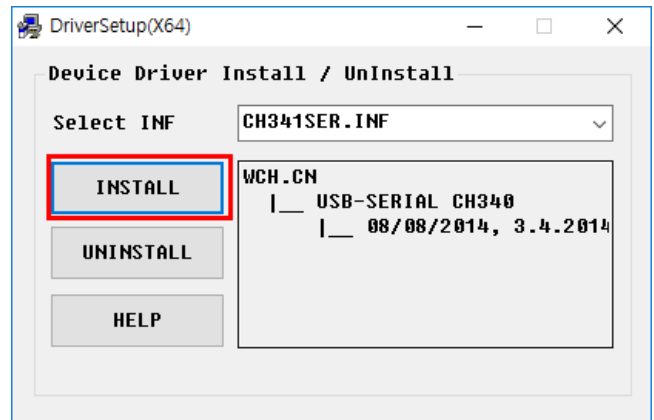 DriverSetup(X64)
Device Driver Install / UnInstall
Select INF
CH341SER.INF
INSTALL
UNINSTALL
HELP
WCH.CN
|__ USB-SERIAL CH340
|__ 08/08/2014, 3.4.2014